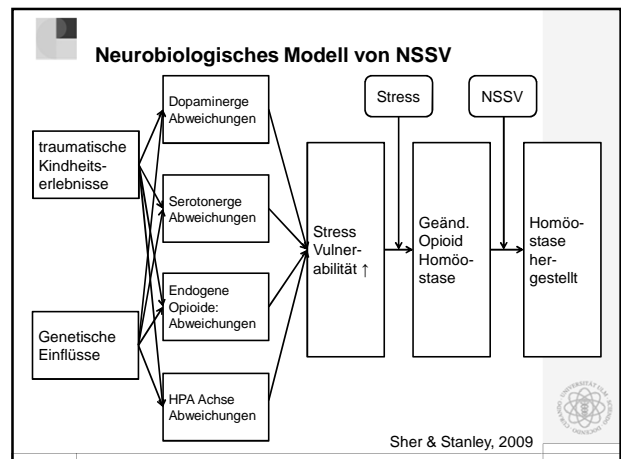 Neurobiologisches Modell von NSSV
Dopaminerge
Abweichungen
Stress
NSSV
traumatische
Kindheits-
erlebnisse
Serotonerge
Abweichungen
Stress
Vulner-
abilität ↑
Geänd.
Opioid
Homöo-
stase
Homöo-
stase
her-
gestellt
Endogene
Opioide:
Abweichungen
Genetische
Einflüsse
HPA Achse
Abweichungen
Sher & Stanley, 2009